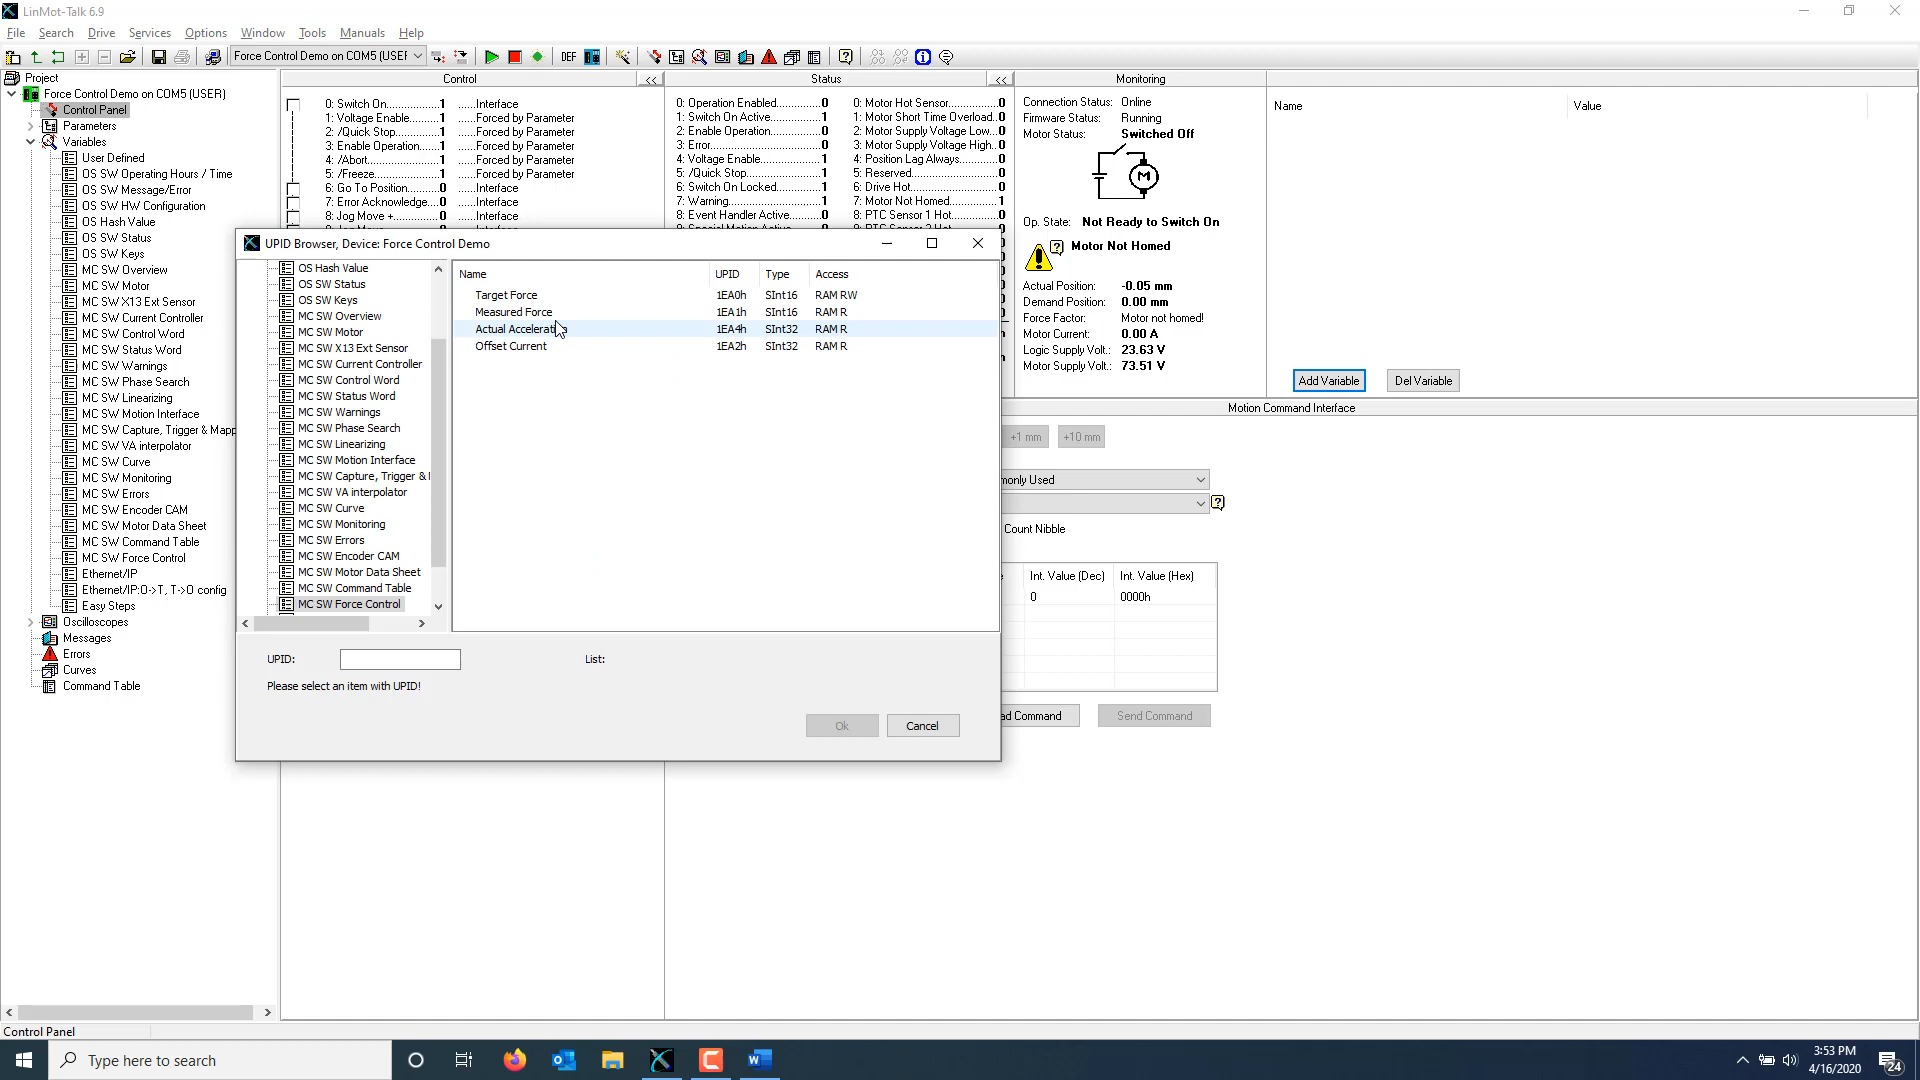 LinMot-Talk 6.9
File Search Drive Services Options Window Tools Manuals Help
Force Control Demo on COM5 (USEF
DEF
Project
Force Control Demo on COM5 (USER)
Control Panel
Parameters
Variables
User Defined
OS SW Operating Hours / Time
OS SW Message/Error
OS SW HW Configuration
OS Hash Value
OS SW Status
OS SW Keys
MC SW Overview
MC SW Motor
MC SW X13 Ext Sensor
MC SW Current Controller
MC SW Control Word
MC SW Status Word
MC SW Warnings
MC SW Phase Search
MC SW Linearizing
MC SW Motion Interface
MC SW Capture, Trigger & Mapp
MC SW VA interpolator
MC SW Curve
MC SW Monitoring
MC SW Errors
MC SW Encoder CAM
MC SW Motor Data Sheet
MC SW Command Table
MC SW Force Control
Ethernet/IP
Ethernet/IP:O->T, T->O config
Easy Steps
Oscilloscopes
Messages
Errors
Curves
Command Table
Control
<<
0: Switch On................1 ......Interface
1: Voltage Enable.......1 ......Forced by Parameter
2: /Quick Stop.............1 ......Forced by Parameter
3: Enable Operation....1 ......Forced by Parameter
4: /Abort......................1 ......Forced by Parameter
5: /Freeze...................1 ......Forced by Parameter
6: Go To Position.........0 ......Interface
7: Error Acknowledge...0 ......Interface
8: Jog Move +.............0 ......Interface
Status
<<
0: Operation Enabled.......0
1: Switch On Active..........1
2: Enable Operation..........0
3: Error..............................0
4: Voltage Enable.............1
5: /Quick Stop...................1
6: Switch On Locked.........1
7: Warning........................1
8: Event Handler Active.....0
0: Motor Hot Sensor............0
1: Motor Short Time Overload..0
2: Motor Supply Voltage Low...0
3: Motor Supply Voltage High..0
4: Position Lag Always........0
5: Reserved........................0
6: Drive Hot........................0
7: Motor Not Homed............1
8: PTC Sensor 1 Hot...........0
Monitoring
Connection Status: Online
Firmware Status: Running
Motor Status: Switched Off
M
Op. State: Not Ready to Switch On
Motor Not Homed
Actual Position: -0.05 mm
Demand Position: 0.00 mm
Force Factor: Motor not homed!
Motor Current: 0.00 A
Logic Supply Volt.: 23.63 V
Motor Supply Volt.: 73.51 V
Name Value
Add Variable Del Variable
Motion Command Interface
+1 mm +10 mm
monly Used
Count Nibble
Int. Value (Dec) Int. Value (Hex)
0 0000h
ad Command Send Command
UPID Browser, Device: Force Control Demo
OS Hash Value
OS SW Status
OS SW Keys
MC SW Overview
MC SW Motor
MC SW X13 Ext Sensor
MC SW Current Controller
MC SW Control Word
MC SW Status Word
MC SW Warnings
MC SW Phase Search
MC SW Linearizing
MC SW Motion Interface
MC SW Capture, Trigger &
MC SW VA interpolator
MC SW Curve
MC SW Monitoring
MC SW Errors
MC SW Encoder CAM
MC SW Motor Data Sheet
MC SW Command Table
MC SW Force Control
Name UPID Type Access
Target Force 1EA0h SInt16 RAM RW
Measured Force 1EA1h SInt16 RAM R
Actual Acceleration 1EA4h SInt32 RAM R
Offset Current 1EA2h SInt32 RAM R
UPID: List:
Please select an item with UPID!
Ok Cancel
Control Panel
Type here to search
3:53 PM
4/16/2020
24